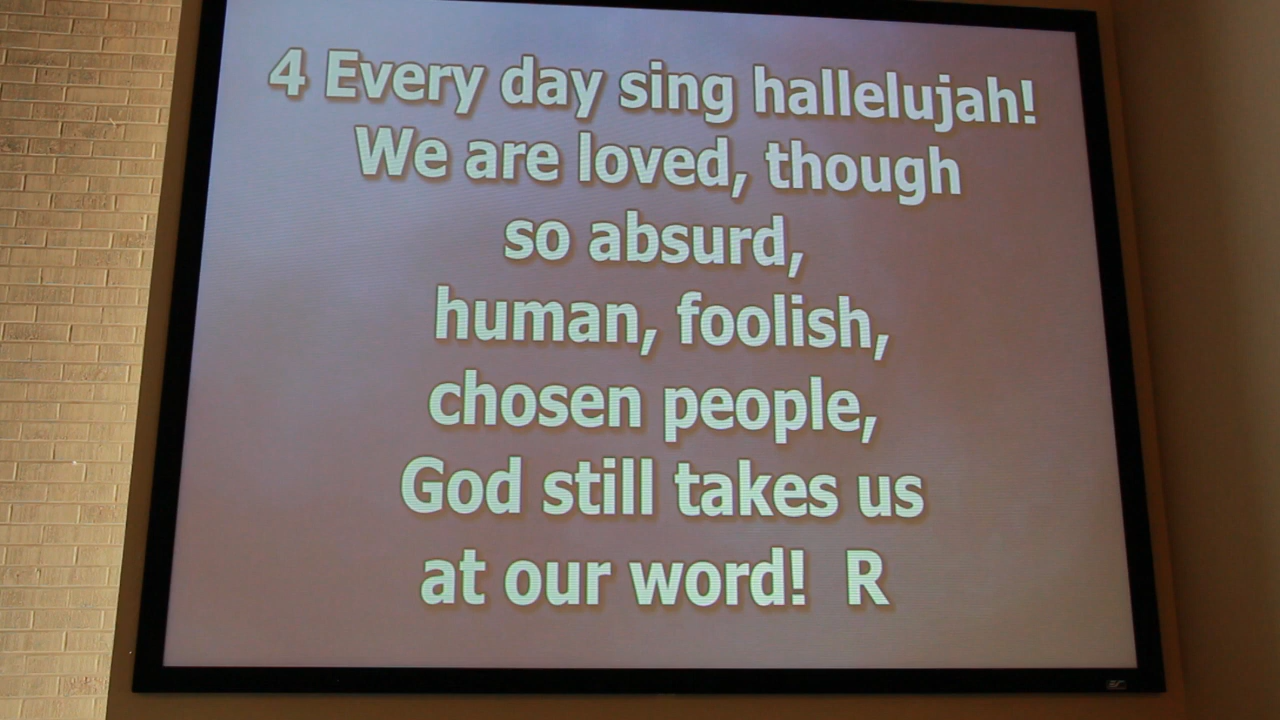 4 Every day sing hallelujah!
We are loved, though
so absurd,
human, foolish,
chosen people,
God still takes us
at our word! R